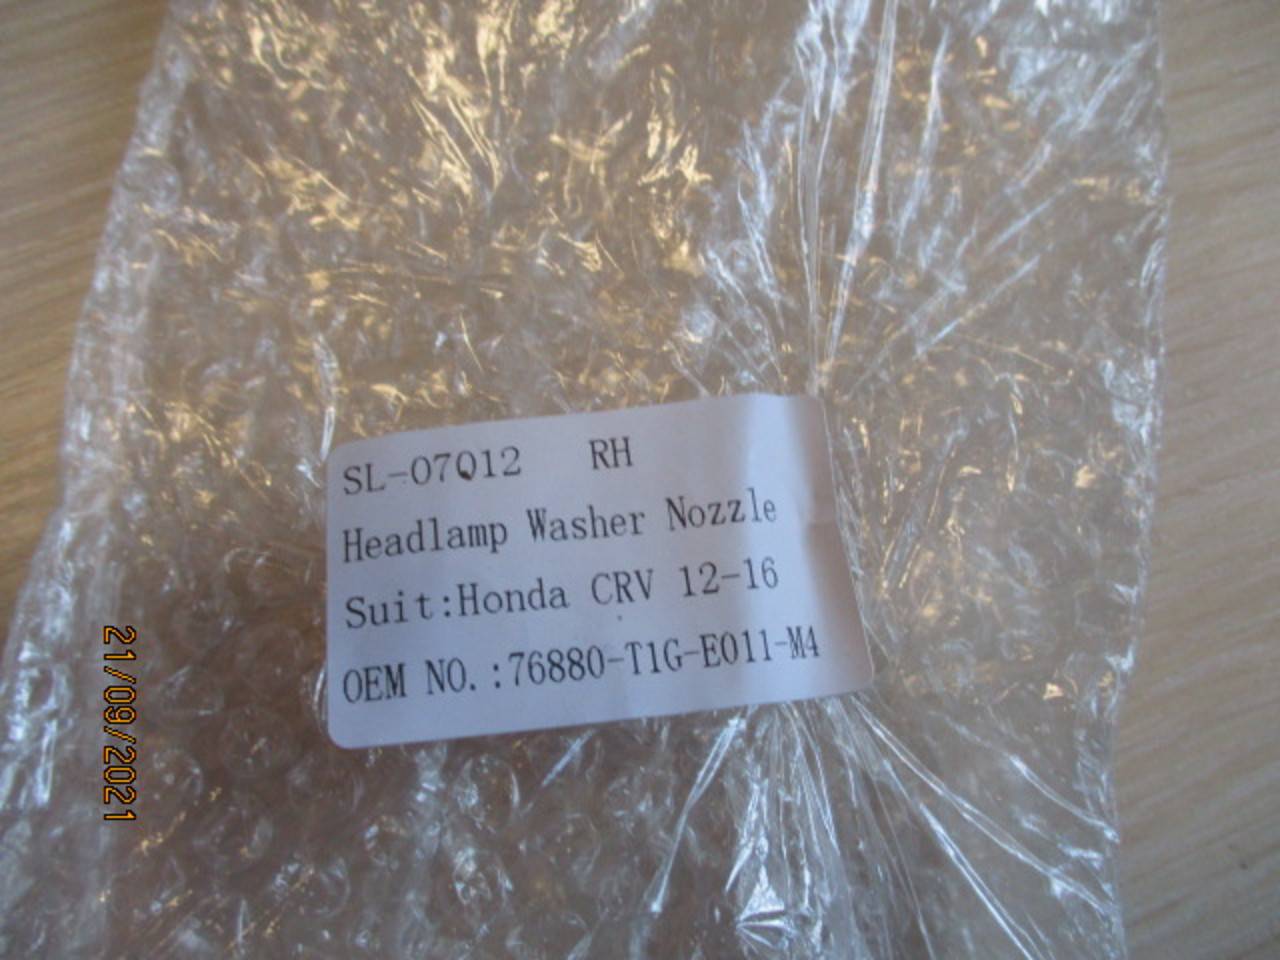 SL-07Q12 RH
Headlamp Washer Nozzle
Suit:Honda CRV 12-16
OEM NO.:76880-T1G-E011-M4
21/09/2021